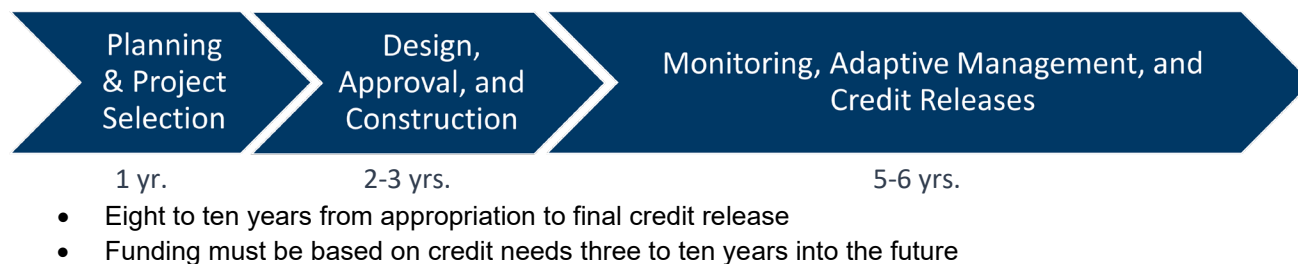 Planning
& Project
Selection
Design,
Approval, and
Construction
Monitoring, Adaptive Management, and
Credit Releases
1 yr.
2-3 yrs.
5-6 yrs.
• Eight to ten years from appropriation to final credit release
• Funding must be based on credit needs three to ten years into the future